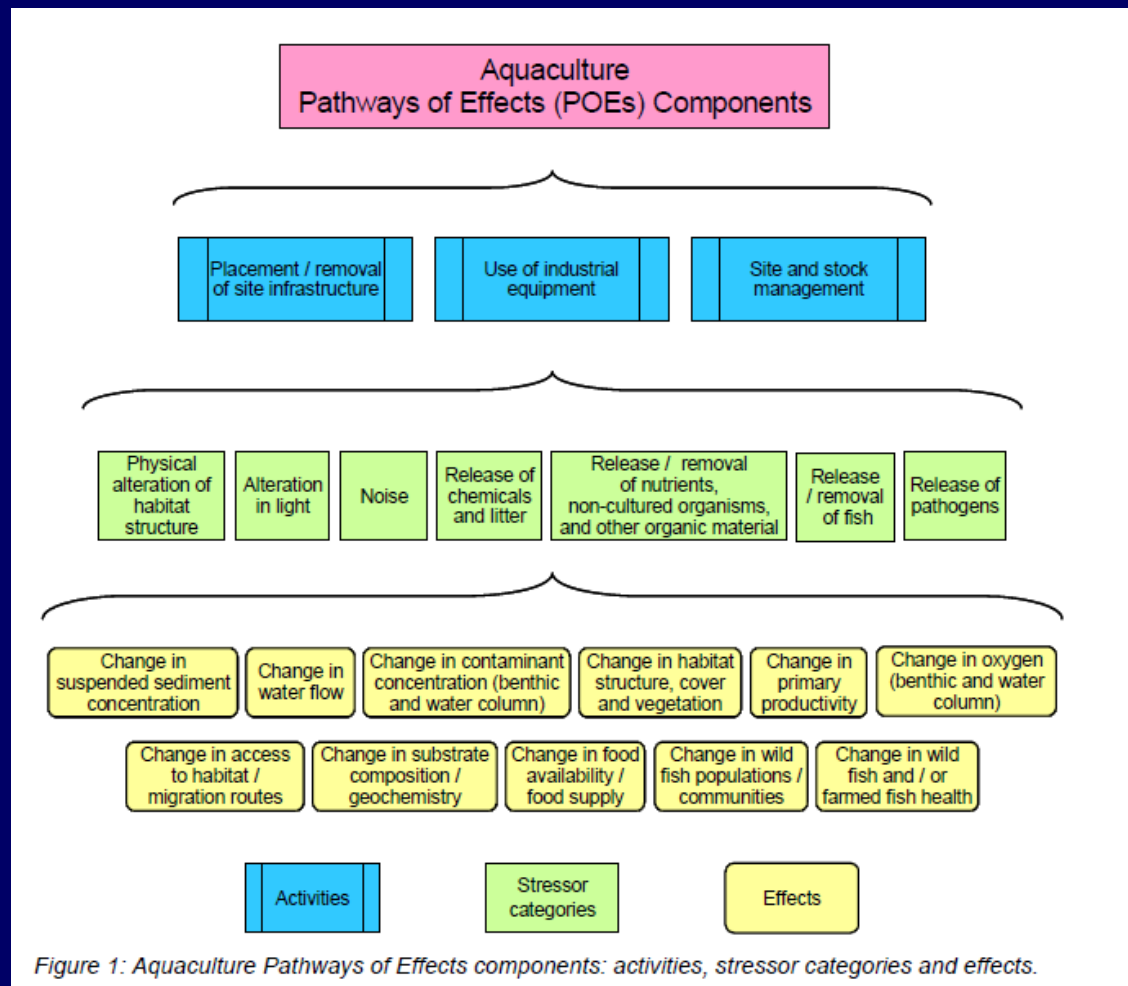 Aquaculture
Pathways of Effects (POEs) Components
Placement / removal
of site infrastructure
Use of industrial
equipment
Site and stock
management
Physical
alteration of
habitat
structure
Alteration
in light
Noise
Release of
chemicals
and litter
Release / removal
of nutrients,
non-cultured organisms,
and other organic material
Release
/ removal
of fish
Release of
pathogens
Change in
suspended sediment
concentration
Change in
water flow
Change in contaminant
concentration (benthic
and water column)
Change in habitat
structure, cover
and vegetation
Change in
primary
productivity
Change in oxygen
(benthic and water
column)
Change in access
to habitat /
migration routes
Change in substrate
composition /
geochemistry
Change in food
availability /
food supply
Change in wild
fish populations /
communities
Change in wild
fish and / or
farmed fish health
Activities
Stressor
categories
Effects
Figure 1: Aquaculture Pathways of Effects components: activities, stressor categories and effects.